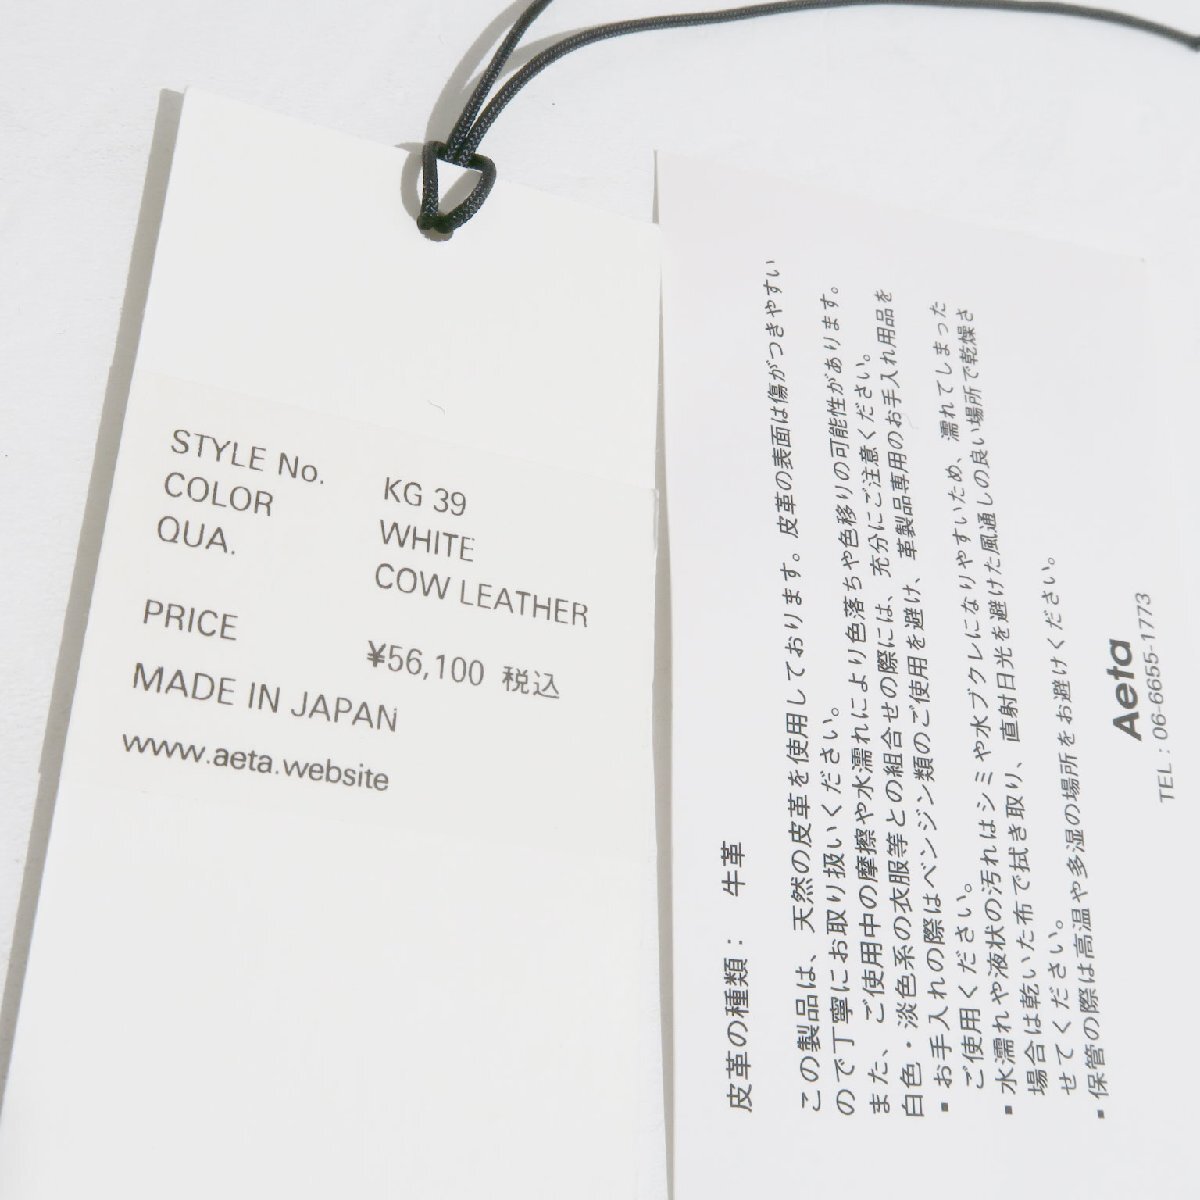 STYLE No. KG 39
COLOR WHITE
QUA. COW LEATHER
PRICE ¥56,100 税込
MADE IN JAPAN
www.aeta.website
皮革の種類： 牛革
この製品は、天然の皮革を使用しております。皮革の表面は傷がつきやすい
ので丁寧にお取り扱いください。
また、ご使用中の摩擦や水濡れにより色落ちや色移りの可能性があります。
白色・淡色系の衣服等との組合せの際には、充分にご注意ください。
▪お手入れの際はベンジン類のご使用を避け、革製品専用のお手入れ用品を
ご使用ください。
▪水濡れや液状の汚れはシミや水ブクレになりやすいため、濡れてしまった
場合は乾いた布で拭き取り、直射日光を避けた風通しの良い場所で乾燥さ
せてください。
▪保管の際は高温や多湿の場所をお避けください。
Aeta
TEL : 06-6655-1773